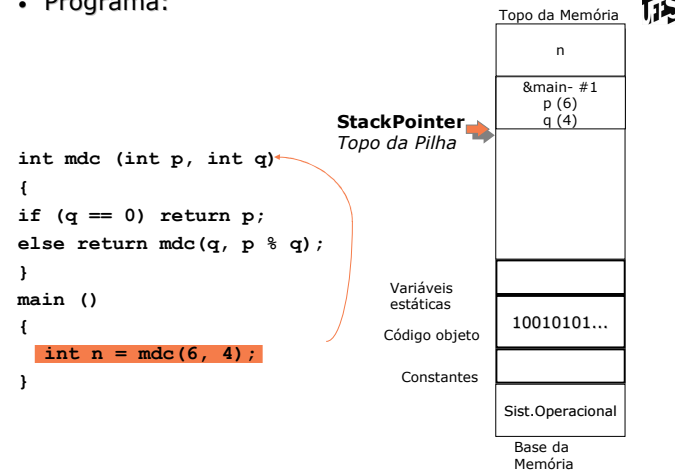 • Programa:
Topo da Memória
n
&main- #1
p (6)
q (4)
StackPointer
Topo da Pilha
int mdc (int p, int q)
{
if (q == 0) return p;
else return mdc(q, p % q);
}
main ()
{
int n = mdc(6, 4);
}
Variáveis
estáticas
Código objeto
10010101...
Constantes
Sist.Operacional
Base da
Memória